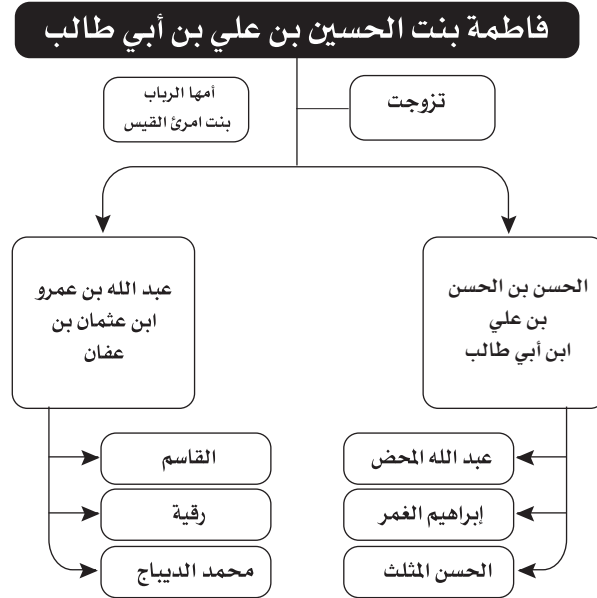 فاطمة بنت الحسين بن علي بن أبي طالب
تزوجت
أمها الرباب
بنت امرئ القيس
الحسن بن الحسن
بن علي
ابن أبي طالب
عبد الله بن عمرو
ابن عثمان بن
عفان
عبد الله المحض
إبراهيم الغمر
الحسن المثلث
القاسم
رقية
محمد الديباج